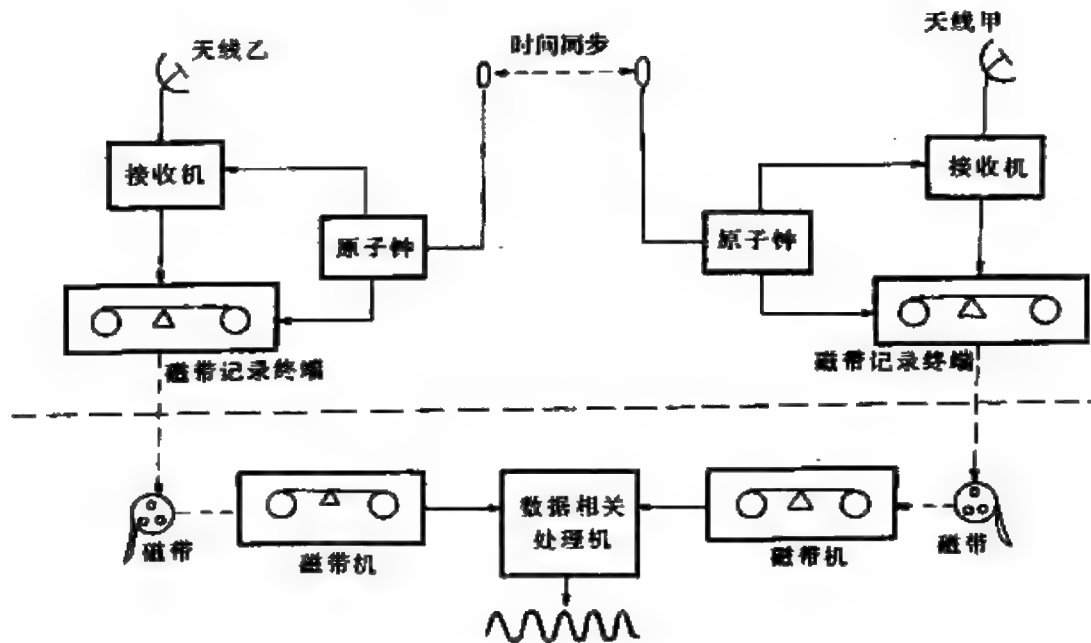 天线乙
时间同步
天线甲
接收机
接收机
原子钟
原子钟
磁带记录终端
磁带记录终端
数据相关
处理机
磁带
磁带机
磁带机
磁带